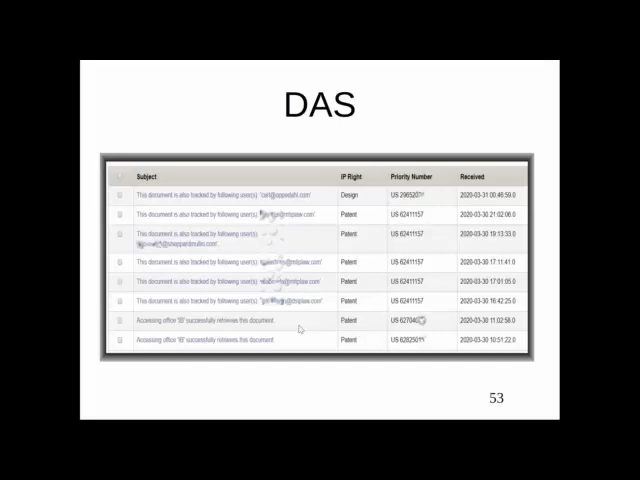 DAS
Subject IP Right Priority Number Received
This document is also tracked by following user(s): 'carl@oppedahl.com' Design US 296520 2020-03-31 00:46:59.0
This document is also tracked by following user(s): @mtiplaw.com' Patent US 62411157 2020-03-30 21:02:06.0
This document is also tracked by following user(s): Patent US 62411157 2020-03-30 19:13:33.0
@sheppardmullin.com'
This document is also tracked by following user(s): @mtiplaw.com' Patent US 62411157 2020-03-30 17:11:41.0
This document is also tracked by following user(s): @mtiplaw.com' Patent US 62411157 2020-03-30 17:01:05.0
This document is also tracked by following user(s): @mtiplaw.com' Patent US 62411157 2020-03-30 16:42:25.0
Accessing office 'IB' successfully retrieves this document Patent US 62704 2020-03-30 11:02:58.0
Accessing office 'IB' successfully retrieves this document Patent US 628250 2020-03-30 10:51:22.0
53